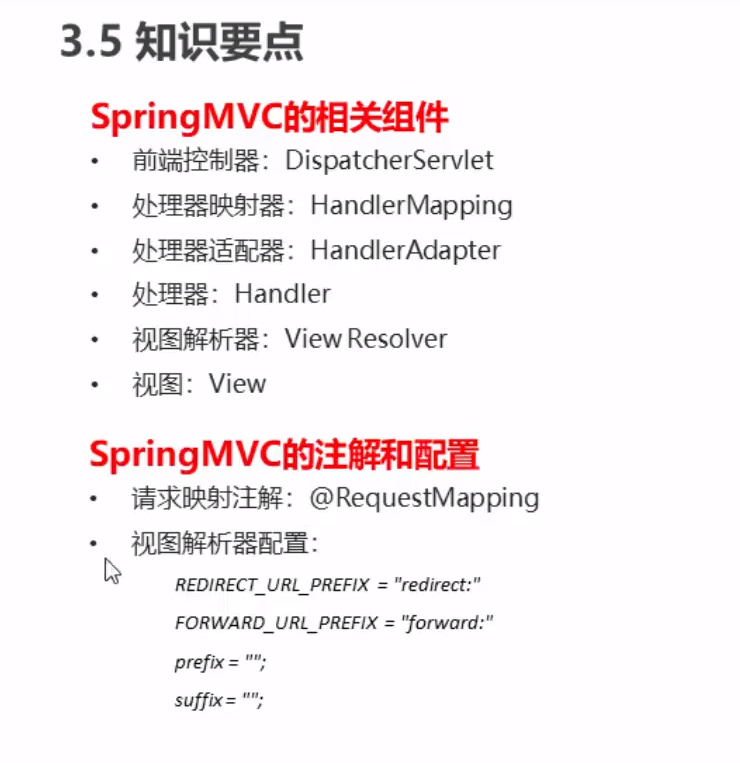 3.5 知识要点
SpringMVC的相关组件
• 前端控制器：DispatcherServlet
• 处理器映射器：HandlerMapping
• 处理器适配器：HandlerAdapter
• 处理器：Handler
• 视图解析器：View Resolver
• 视图：View
SpringMVC的注解和配置
• 请求映射注解：@RequestMapping
• 视图解析器配置：
REDIRECT_URL_PREFIX = "redirect:"
FORWARD_URL_PREFIX = "forward:"
prefix = "";
suffix = "";